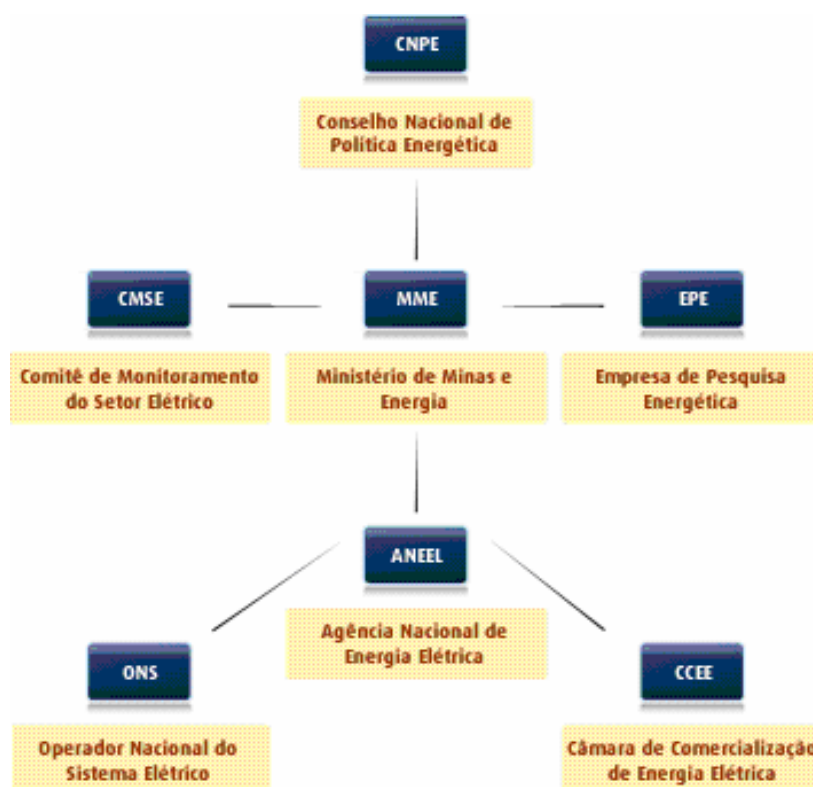 CNPE
Conselho Nacional de
Política Energética
CMSE
MME
EPE
Comitê de Monitoramento
do Setor Elétrico
Ministério de Minas e
Energia
Empresa de Pesquisa
Energética
ANEEL
Agência Nacional de
Energia Elétrica
ONS
CCEE
Operador Nacional do
Sistema Elétrico
Câmara de Comercialização
de Energia Elétrica